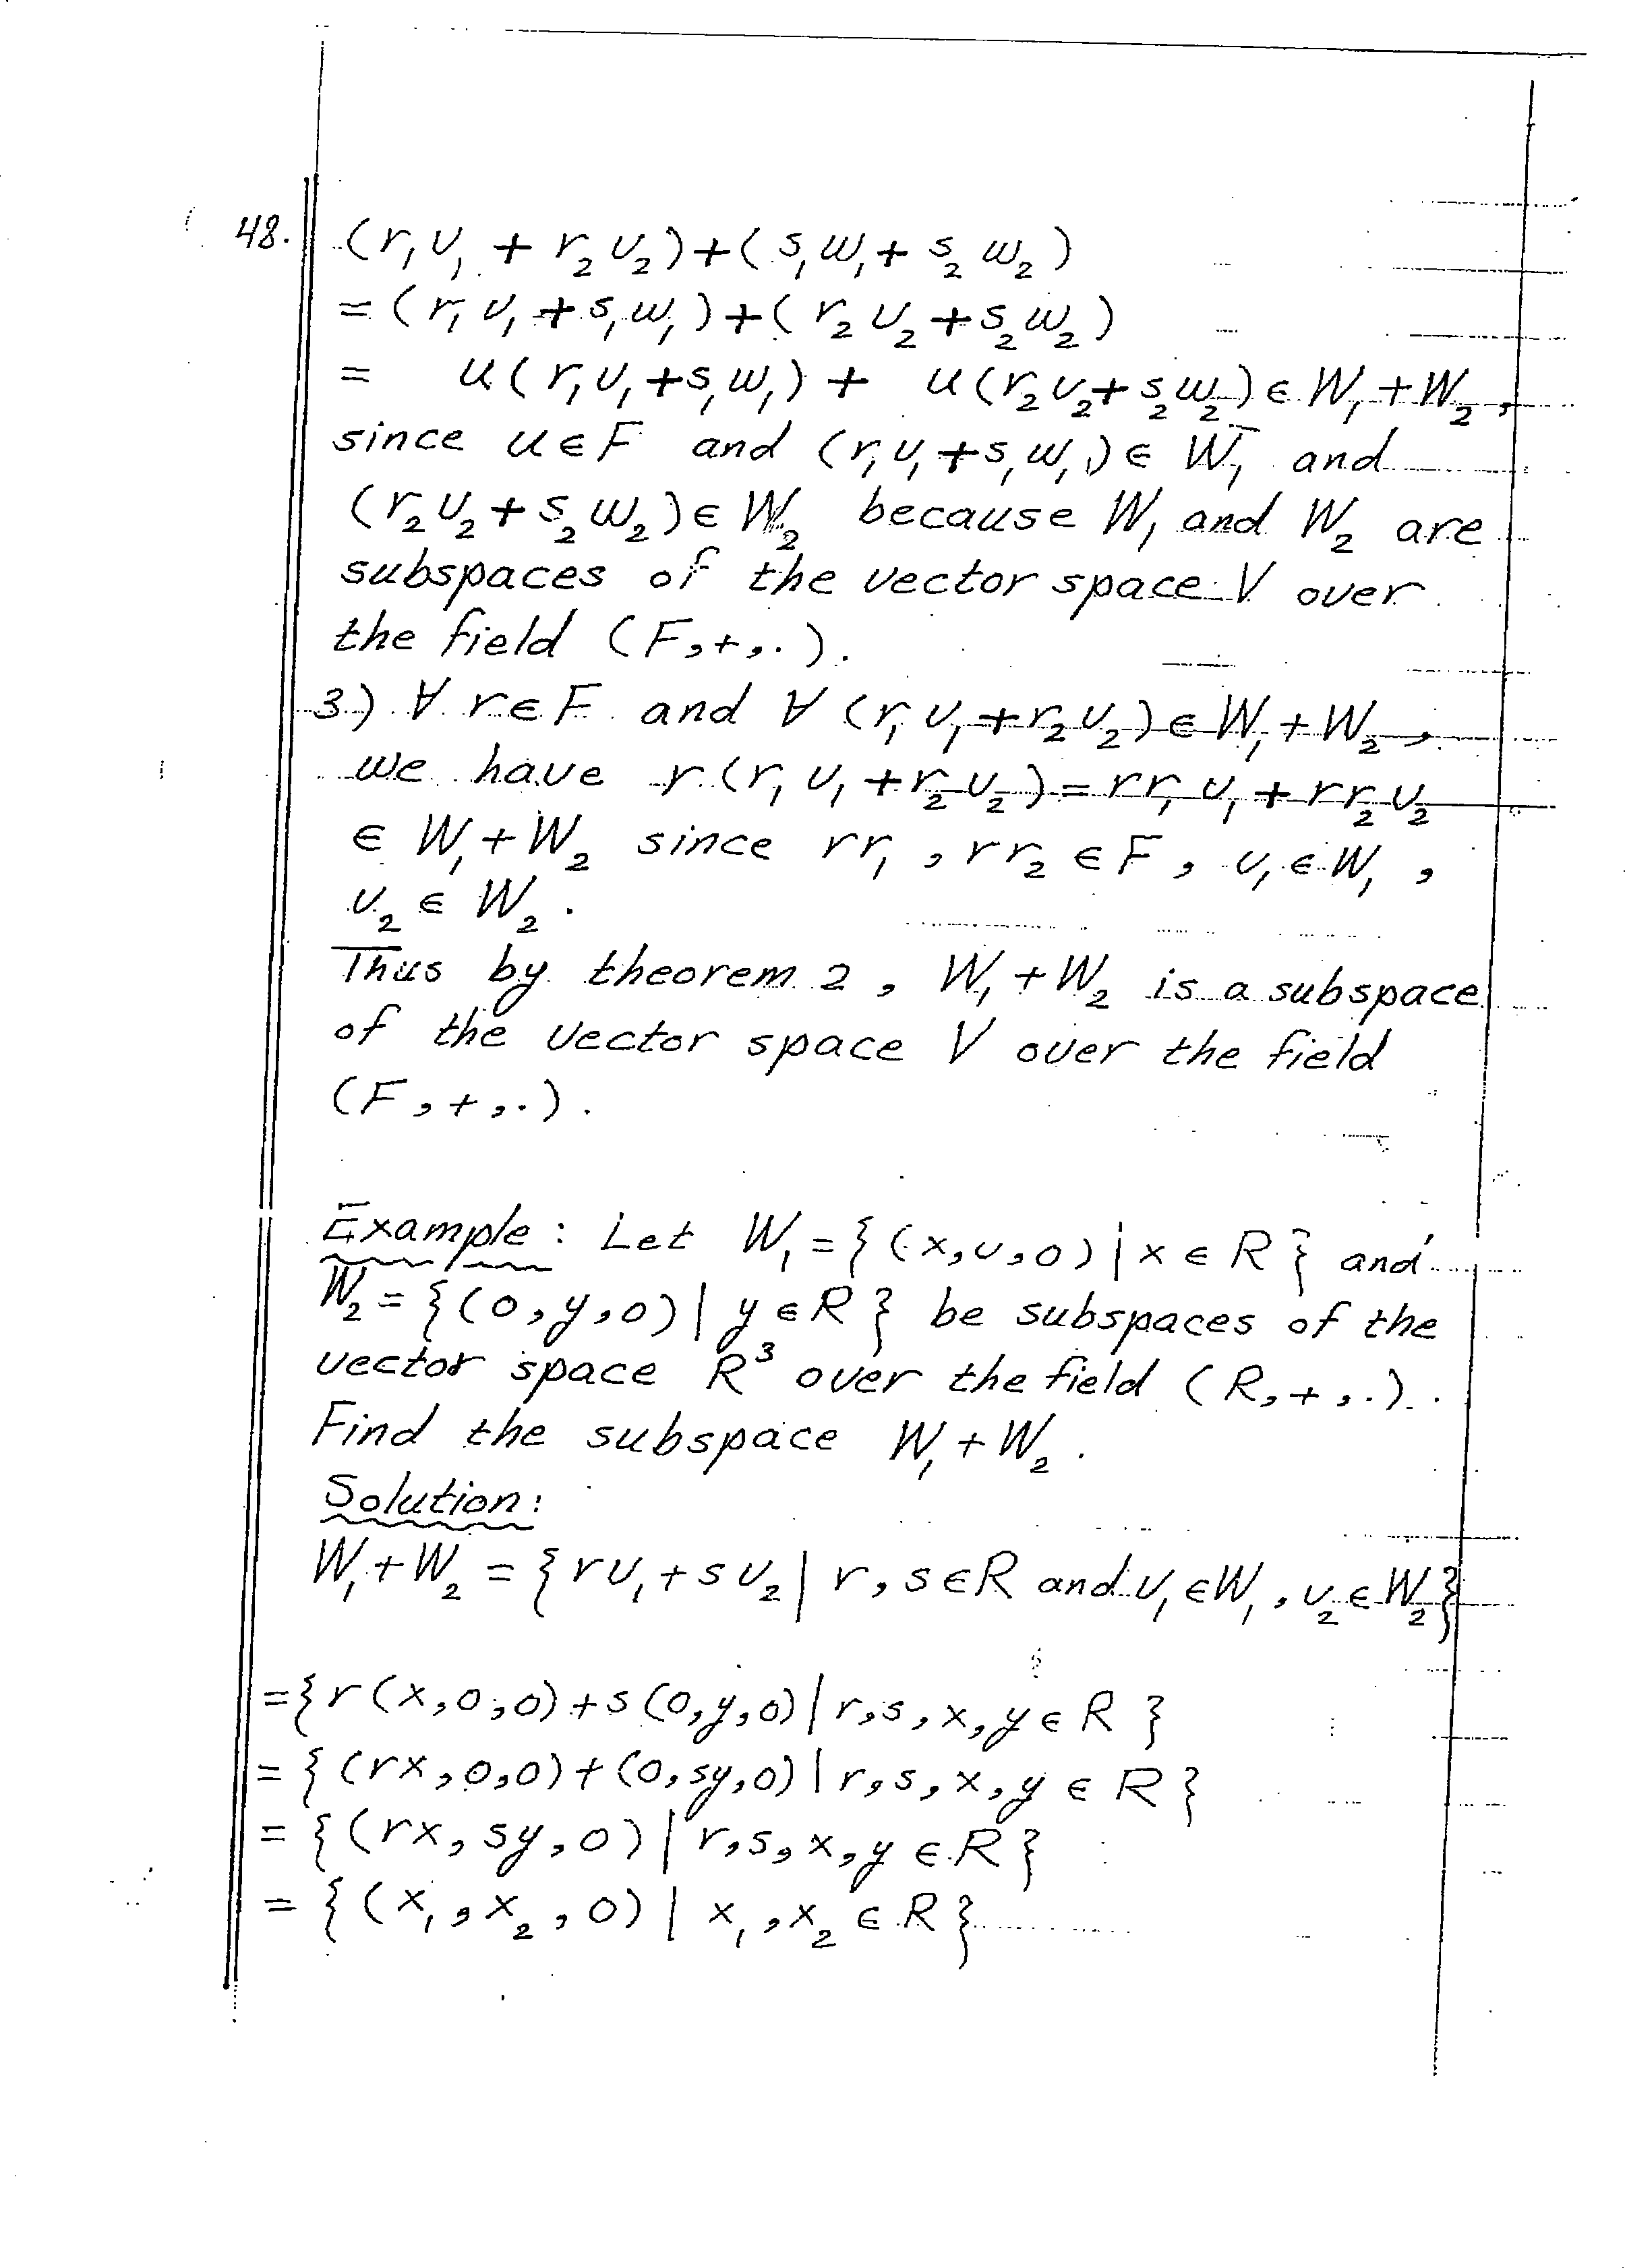 48. (r₁v₁ + r₂v₂)+(s₁w₁+ s₂w₂)
=(r₁v₁+s₁w₁)+(r₂v₂+s₂w₂)
= u(r₁v₁+s₁w₁)+ u(r₂v₂+s₂w₂)∈W₁+W₂,
since u∈F and (r₁v₁+s₁w₁)∈ W₁ and
(r₂v₂+s₂w₂)∈W₂ because W₁ and W₂ are
subspaces of the vector space V over
the field (F,+,.).
3) ∀ r∈F and ∀ (r₁v₁+r₂v₂)∈W₁+W₂,
we have r(r₁v₁+r₂v₂)=rr₁v₁+rr₂v₂
∈ W₁+W₂ since rr₁,rr₂∈F, v₁∈W₁,
v₂∈W₂.
Thus by theorem 2, W₁+W₂ is a subspace
of the vector space V over the field
(F,+,.).
Example: Let W₁={(x,0,0)|x∈R} and
W₂={(0,y,0)|y∈R} be subspaces of the
vector space R³ over the field (R,+,.).
Find the subspace W₁+W₂.
Solution:
W₁+W₂={rv₁+sv₂|r,s∈R and v₁∈W₁,v₂∈W₂}
={r(x,0,0)+s(0,y,0)|r,s,x,y∈R}
={(rx,0,0)+(0,sy,0)|r,s,x,y∈R}
={(rx,sy,0)|r,s,x,y∈R}
={(x₁,x₂,0)|x₁,x₂∈R}